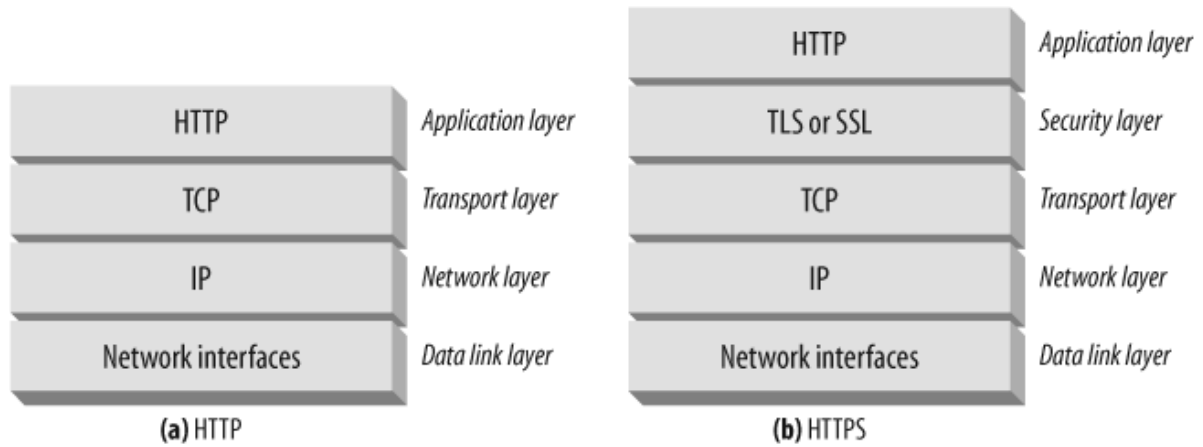 HTTP Application layer
HTTP Application layer TLS or SSL Security layer
TCP Transport layer TCP Transport layer
IP Network layer IP Network layer
Network interfaces Data link layer Network interfaces Data link layer
(a) HTTP (b) HTTPS